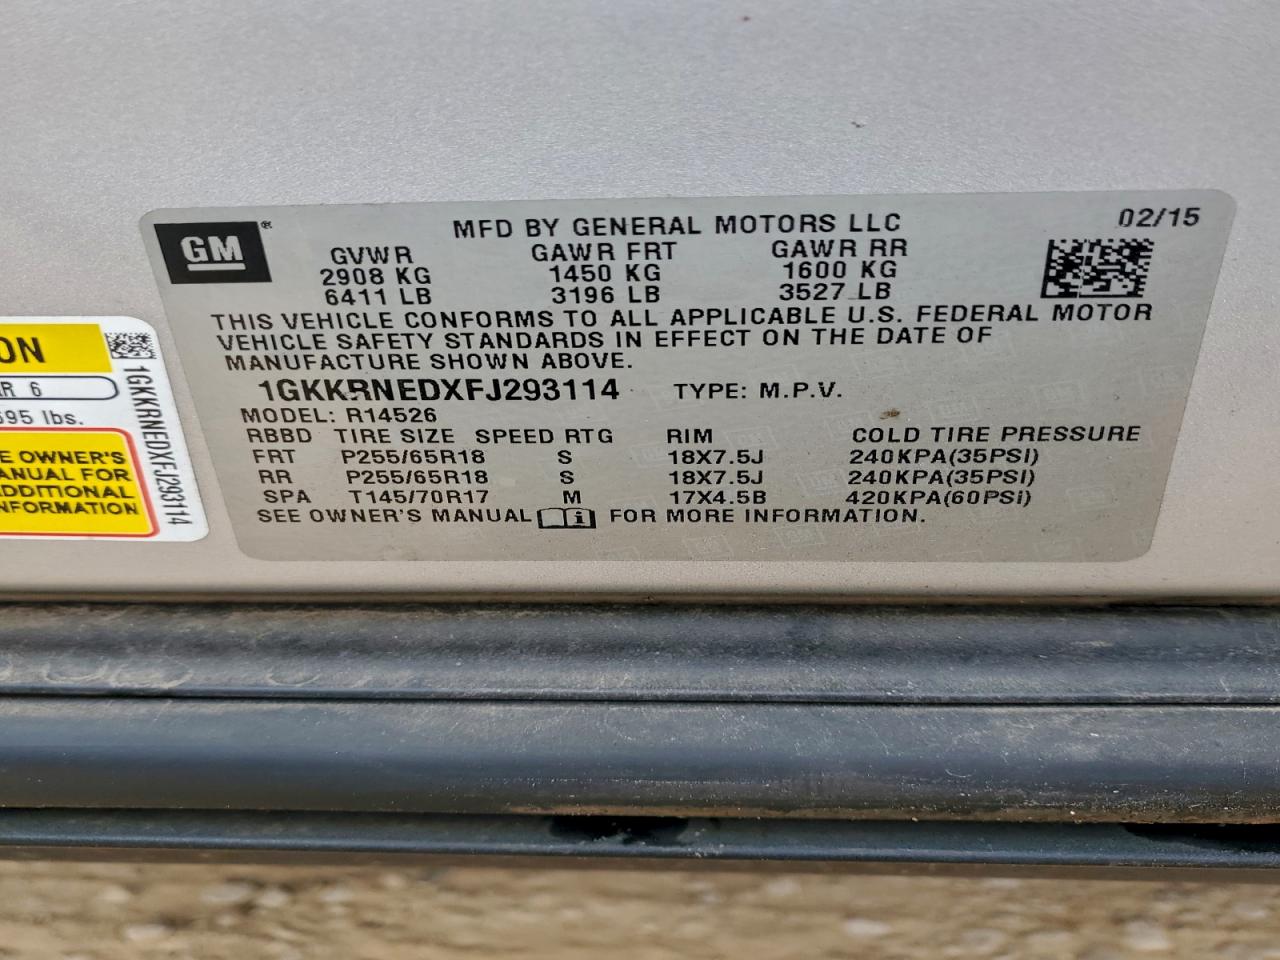 GM®
MFD BY GENERAL MOTORS LLC
02/15
GVWR GAWR FRT GAWR RR
2908 KG 1450 KG 1600 KG
6411 LB 3196 LB 3527 LB
THIS VEHICLE CONFORMS TO ALL APPLICABLE U.S. FEDERAL MOTOR
VEHICLE SAFETY STANDARDS IN EFFECT ON THE DATE OF
MANUFACTURE SHOWN ABOVE.
1GKKRNEDXFJ293114 TYPE: M.P.V.
MODEL: R14526
RBBD TIRE SIZE SPEED RTG RIM COLD TIRE PRESSURE
FRT P255/65R18 S 18X7.5J 240KPA(35PSI)
RR P255/65R18 S 18X7.5J 240KPA(35PSI)
SPA T145/70R17 M 17X4.5B 420KPA(60PSI)
SEE OWNER'S MANUAL i FOR MORE INFORMATION.
ON
R 6
595 lbs.
E OWNER'S
ANUAL FOR
DDITIONAL
NFORMATION
1GKKRNEDXFJ293114